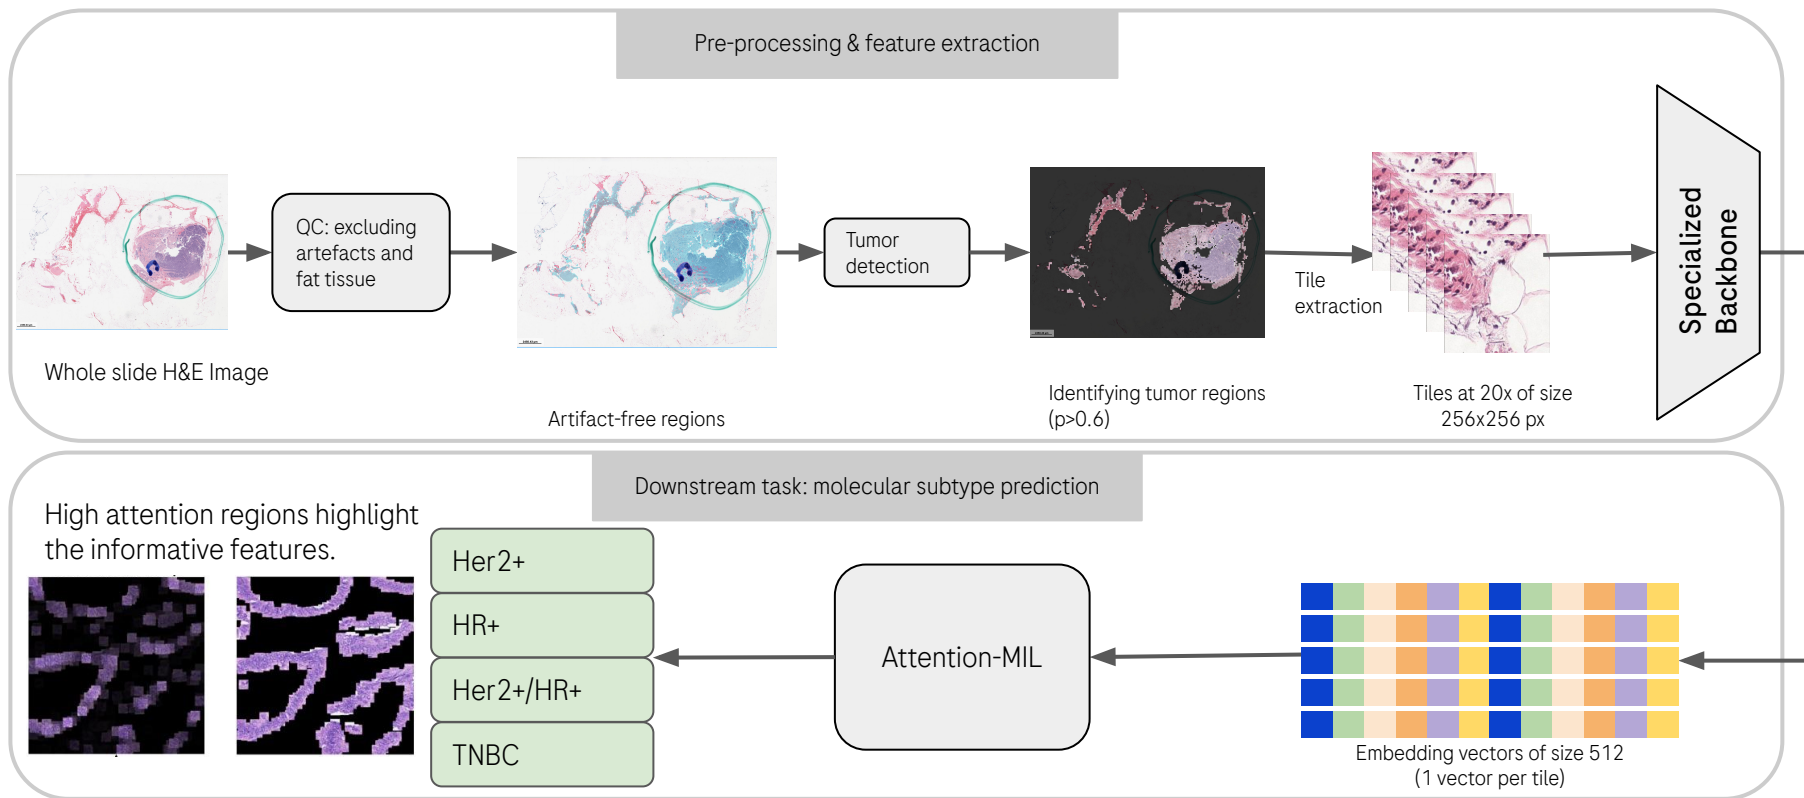 Pre-processing & feature extraction
QC: excluding
artefacts and
fat tissue
Tumor
detection
Tile
extraction
Specialized
Backbone
Whole slide H&E Image
Artifact-free regions
Identifying tumor regions
(p>0.6)
Tiles at 20x of size
256x256 px
Downstream task: molecular subtype prediction
High attention regions highlight
the informative features.
Her2+
HR+
Her2+/HR+
TNBC
Attention-MIL
Embedding vectors of size 512
(1 vector per tile)